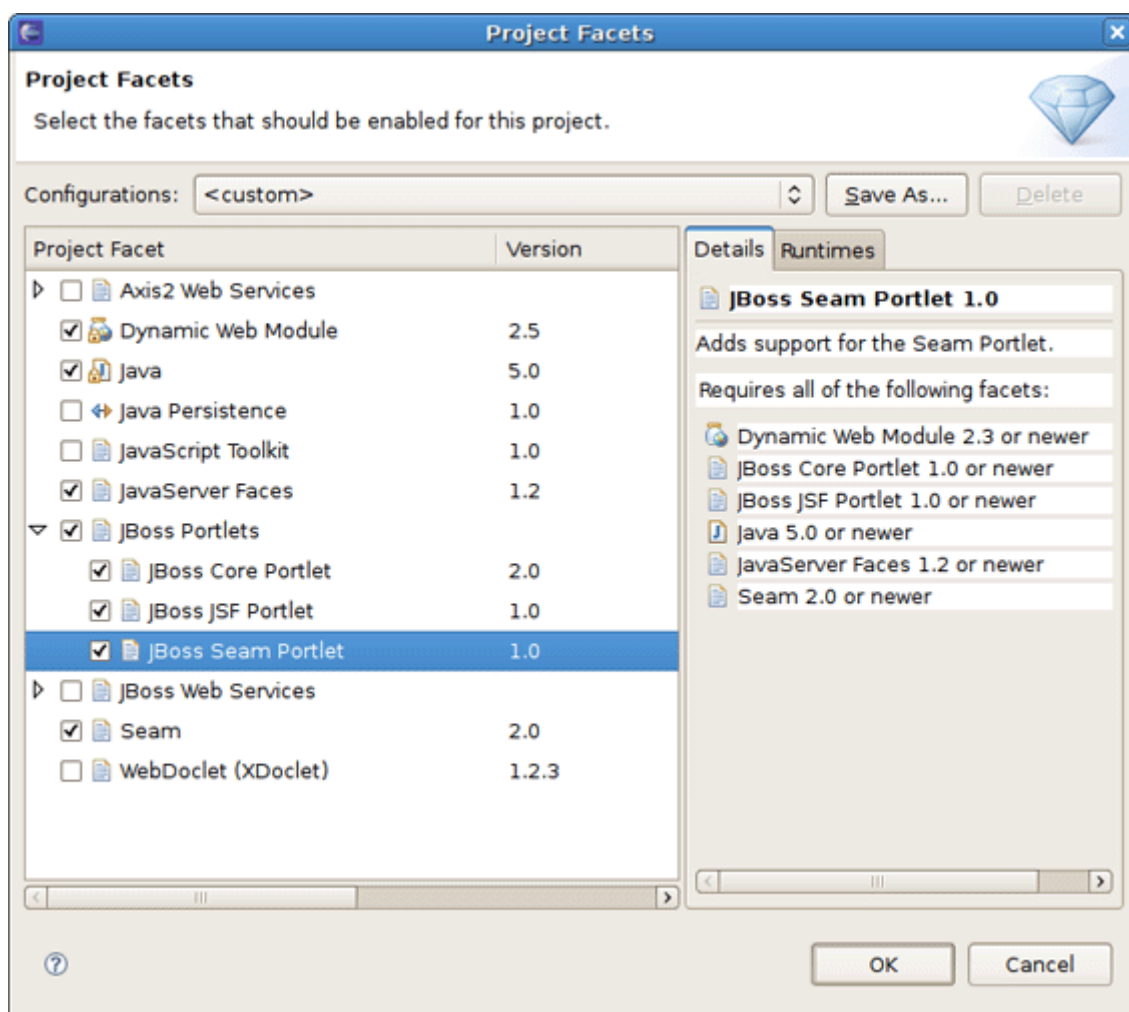 Project Facets
Project Facets
Select the facets that should be enabled for this project.
Configurations: <custom> Save As... Delete
Project Facet Version
Axis2 Web Services
Dynamic Web Module 2.5
Java 5.0
Java Persistence 1.0
JavaScript Toolkit 1.0
JavaServer Faces 1.2
JBoss Portlets
JBoss Core Portlet 2.0
JBoss JSF Portlet 1.0
JBoss Seam Portlet 1.0
JBoss Web Services
Seam 2.0
WebDoclet (XDoclet) 1.2.3
Details Runtimes
JBoss Seam Portlet 1.0
Adds support for the Seam Portlet.
Requires all of the following facets:
Dynamic Web Module 2.3 or newer
JBoss Core Portlet 1.0 or newer
JBoss JSF Portlet 1.0 or newer
Java 5.0 or newer
JavaServer Faces 1.2 or newer
Seam 2.0 or newer
OK Cancel